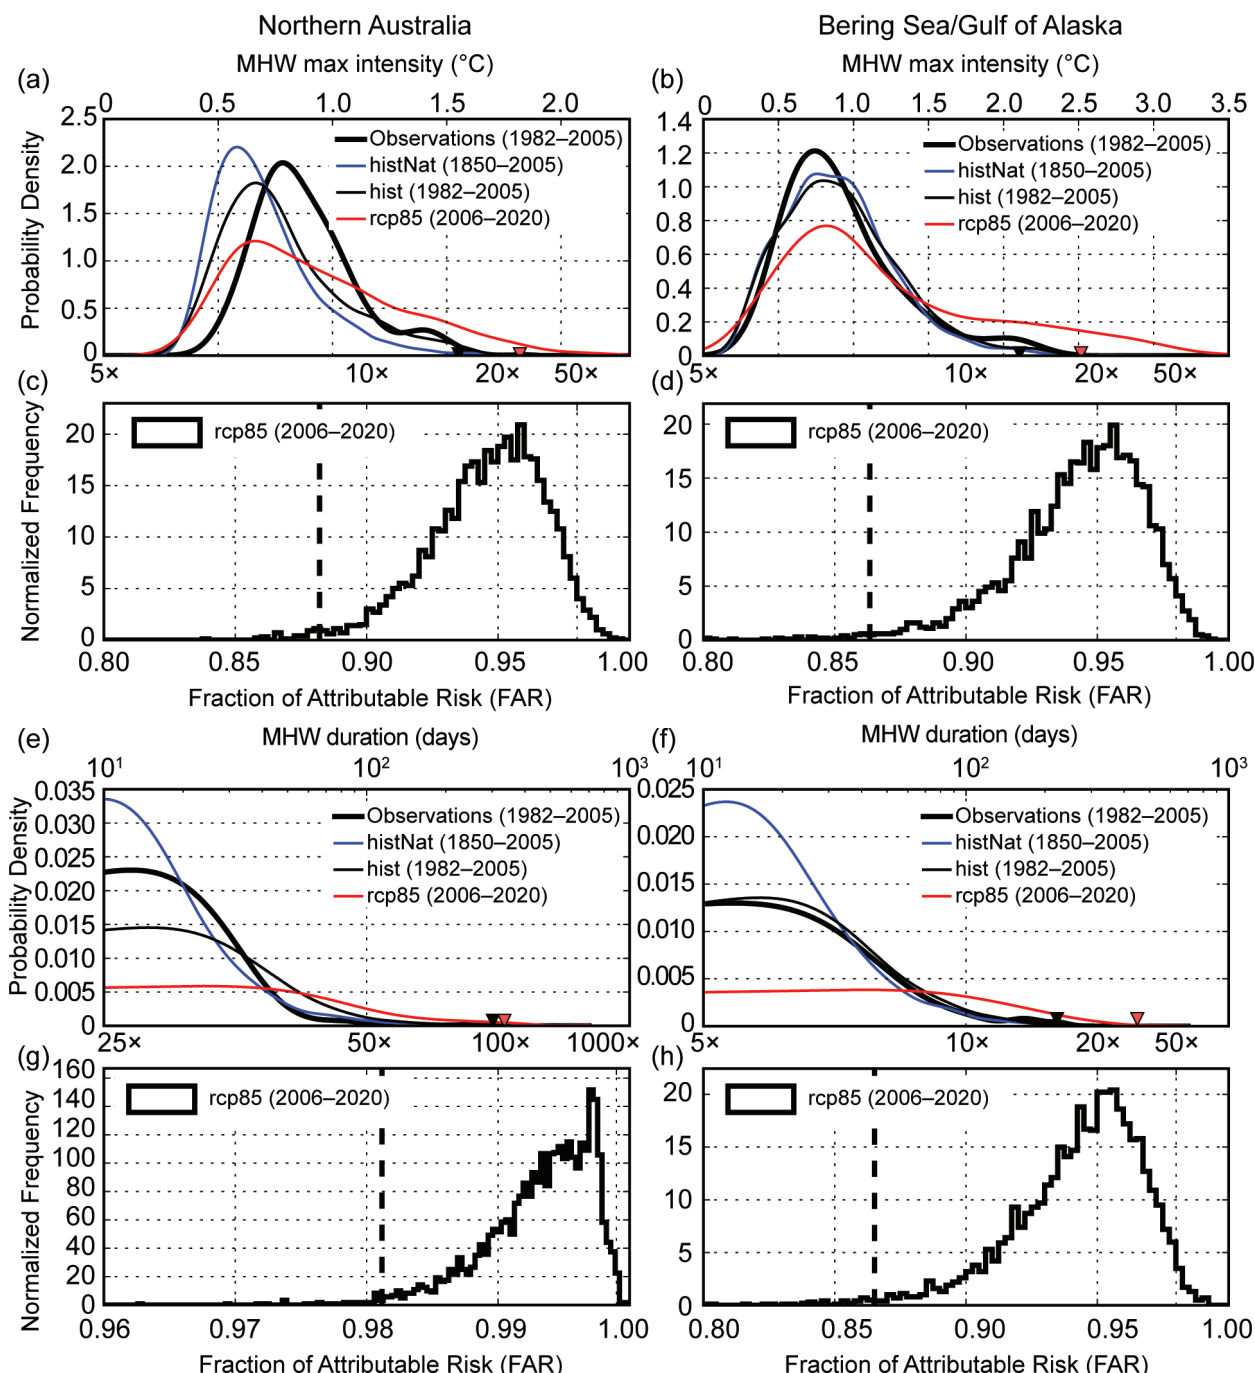 Northern Australia
Bering Sea/Gulf of Alaska
(a)
MHW max intensity (°C)
0 0.5 1.0 1.5 2.0
2.5
2.0
1.5
1.0
0.5
0
Probability Density
Observations (1982–2005)
histNat (1850–2005)
hist (1982–2005)
rcp85 (2006–2020)
5× 10× 20× 50×
(b)
MHW max intensity (°C)
0 0.5 1.0 1.5 2.0 2.5 3.0 3.5
1.4
1.2
1.0
0.8
0.6
0.4
0.2
0
Observations (1982–2005)
histNat (1850–2005)
hist (1982–2005)
rcp85 (2006–2020)
5× 10× 20× 50×
(c)
rcp85 (2006–2020)
20
15
10
5
0
Normalized Frequency
0.80 0.85 0.90 0.95 1.00
Fraction of Attributable Risk (FAR)
(d)
rcp85 (2006–2020)
20
15
10
5
0
0.80 0.85 0.90 0.95 1.00
Fraction of Attributable Risk (FAR)
(e)
MHW duration (days)
10¹ 10² 10³
0.035
0.030
0.025
0.020
0.015
0.010
0.005
0
Probability Density
Observations (1982–2005)
histNat (1850–2005)
hist (1982–2005)
rcp85 (2006–2020)
25× 50× 100× 1000×
(f)
MHW duration (days)
10¹ 10² 10³
0.025
0.020
0.015
0.010
0.005
0
Observations (1982–2005)
histNat (1850–2005)
hist (1982–2005)
rcp85 (2006–2020)
5× 10× 20× 50×
(g)
rcp85 (2006–2020)
160
140
120
100
80
60
40
20
0
Normalized Frequency
0.96 0.97 0.98 0.99 1.00
Fraction of Attributable Risk (FAR)
(h)
rcp85 (2006–2020)
20
15
10
5
0
0.80 0.85 0.90 0.95 1.00
Fraction of Attributable Risk (FAR)